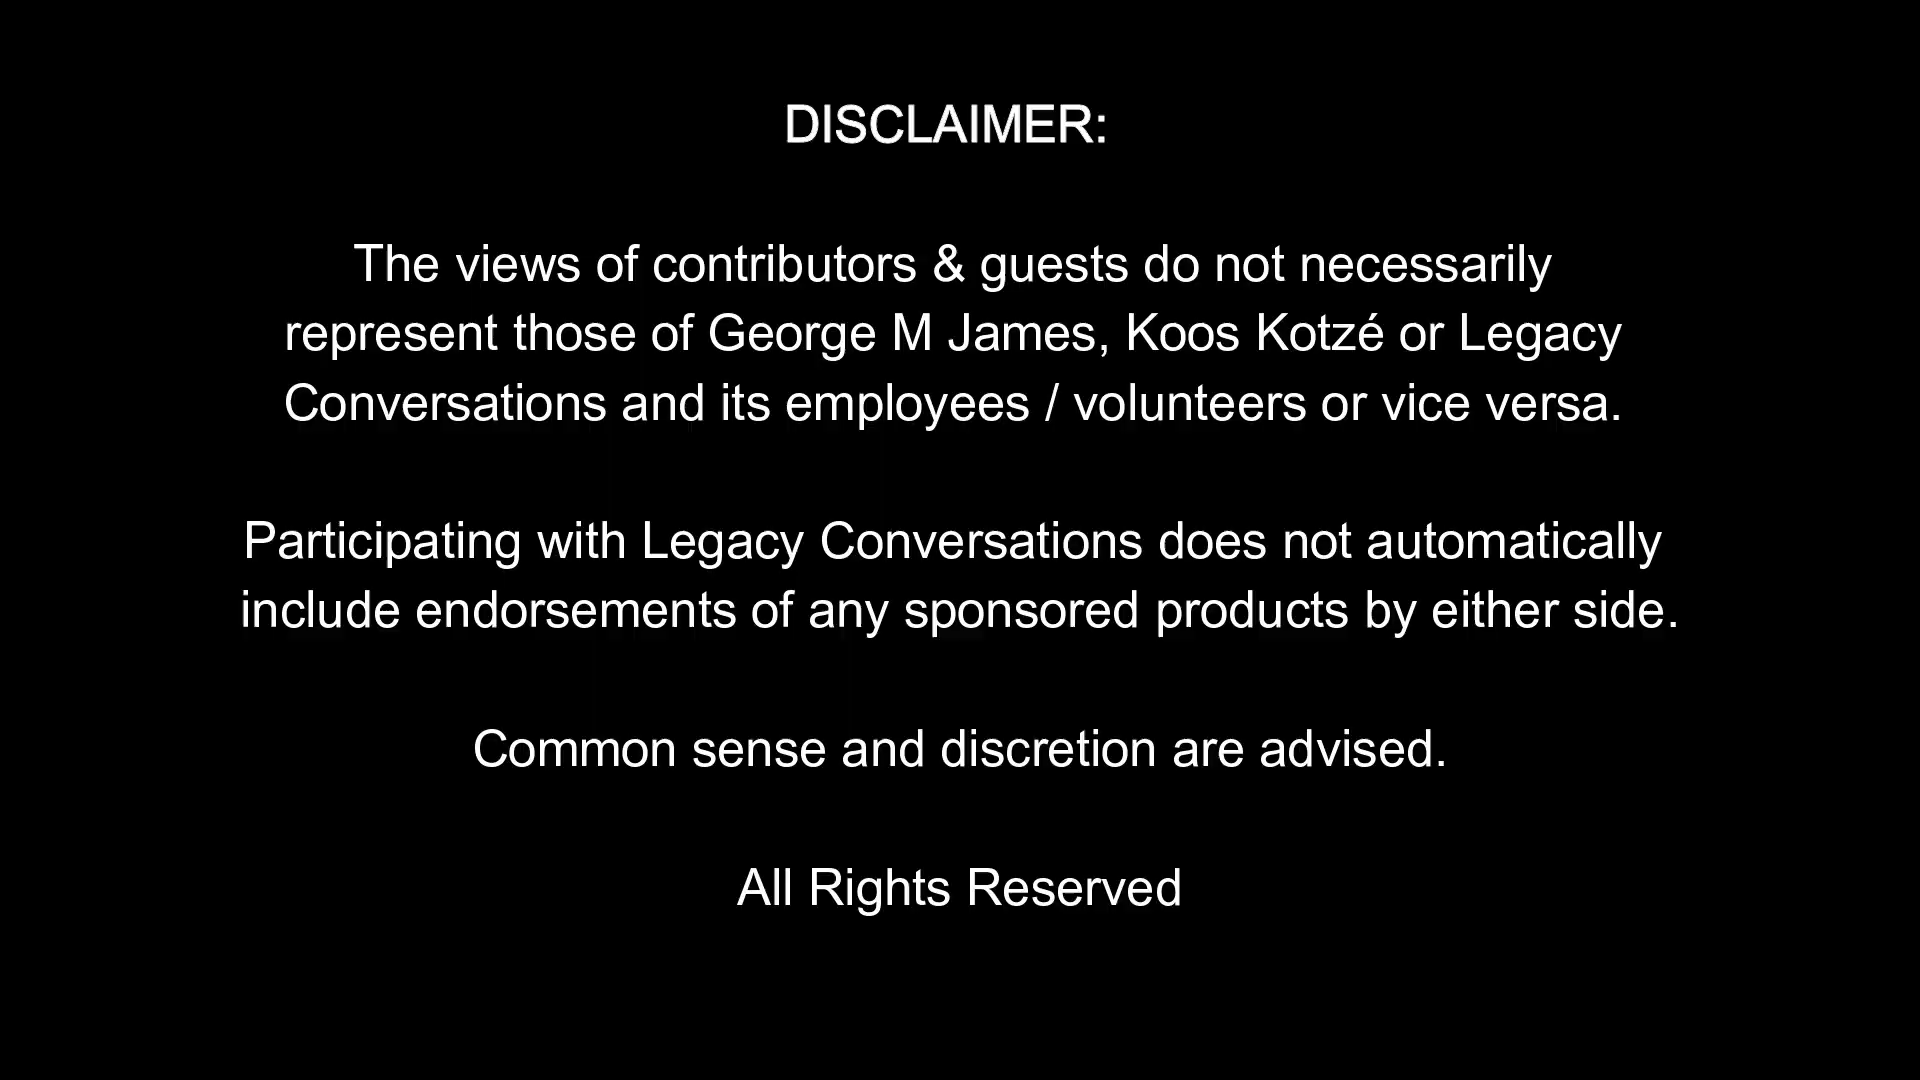 DISCLAIMER:
The views of contributors & guests do not necessarily
represent those of George M James, Koos Kotzé or Legacy
Conversations and its employees / volunteers or vice versa.
Participating with Legacy Conversations does not automatically
include endorsements of any sponsored products by either side.
Common sense and discretion are advised.
All Rights Reserved